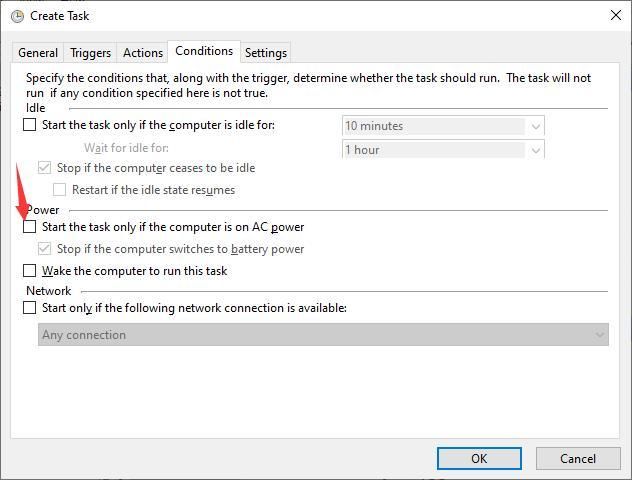 Create Task
General Triggers Actions Conditions Settings
Specify the conditions that, along with the trigger, determine whether the task should run. The task will not
run if any condition specified here is not true.
Idle
Start the task only if the computer is idle for: 10 minutes
Wait for idle for: 1 hour
Stop if the computer ceases to be idle
Restart if the idle state resumes
Power
Start the task only if the computer is on AC power
Stop if the computer switches to battery power
Wake the computer to run this task
Network
Start only if the following network connection is available:
Any connection
OK Cancel